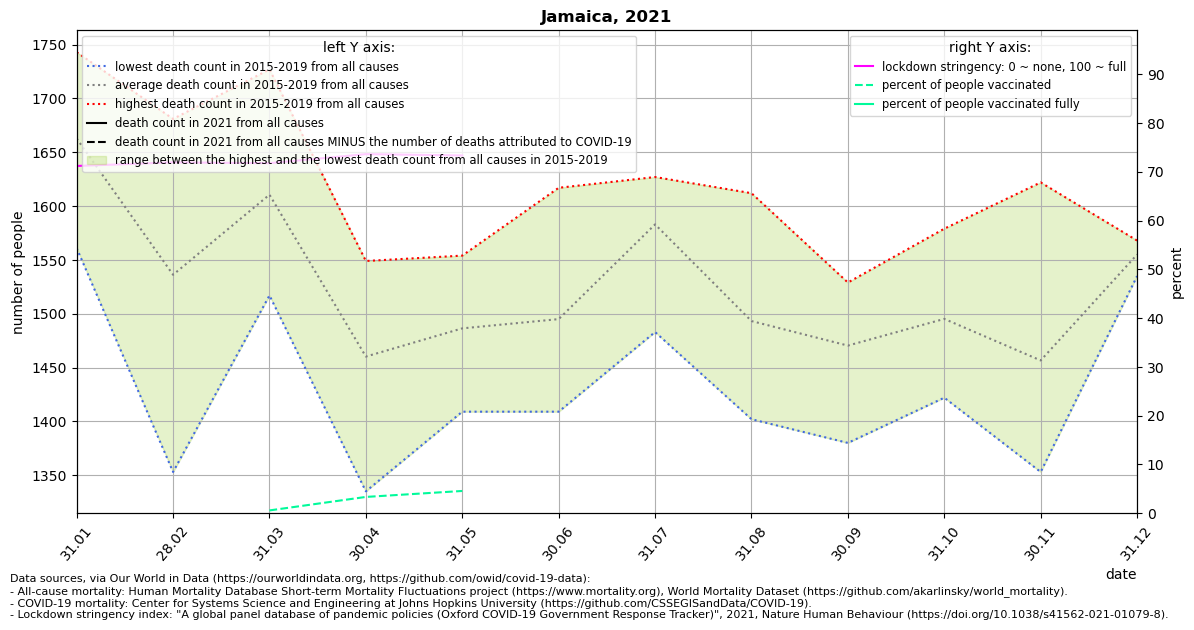 Jamaica, 2021
left Y axis:
lowest death count in 2015-2019 from all causes
average death count in 2015-2019 from all causes
highest death count in 2015-2019 from all causes
death count in 2021 from all causes
death count in 2021 from all causes MINUS the number of deaths attributed to COVID-19
range between the highest and the lowest death count from all causes in 2015-2019
right Y axis:
lockdown stringency: 0 ~ none, 100 ~ full
percent of people vaccinated
percent of people vaccinated fully
number of people
1750
1700
1650
1600
1550
1500
1450
1400
1350
percent
90
80
70
60
50
40
30
20
10
0
31.01
28.02
31.03
30.04
31.05
30.06
31.07
31.08
30.09
31.10
30.11
31.12
date
Data sources, via Our World in Data (https://ourworldindata.org, https://github.com/owid/covid-19-data):
- All-cause mortality: Human Mortality Database Short-term Mortality Fluctuations project (https://www.mortality.org), World Mortality Dataset (https://github.com/akarlinsky/world_mortality).
- COVID-19 mortality: Center for Systems Science and Engineering at Johns Hopkins University (https://github.com/CSSEGISandData/COVID-19).
- Lockdown stringency index: "A global panel database of pandemic policies (Oxford COVID-19 Government Response Tracker)", 2021, Nature Human Behaviour (https://doi.org/10.1038/s41562-021-01079-8).